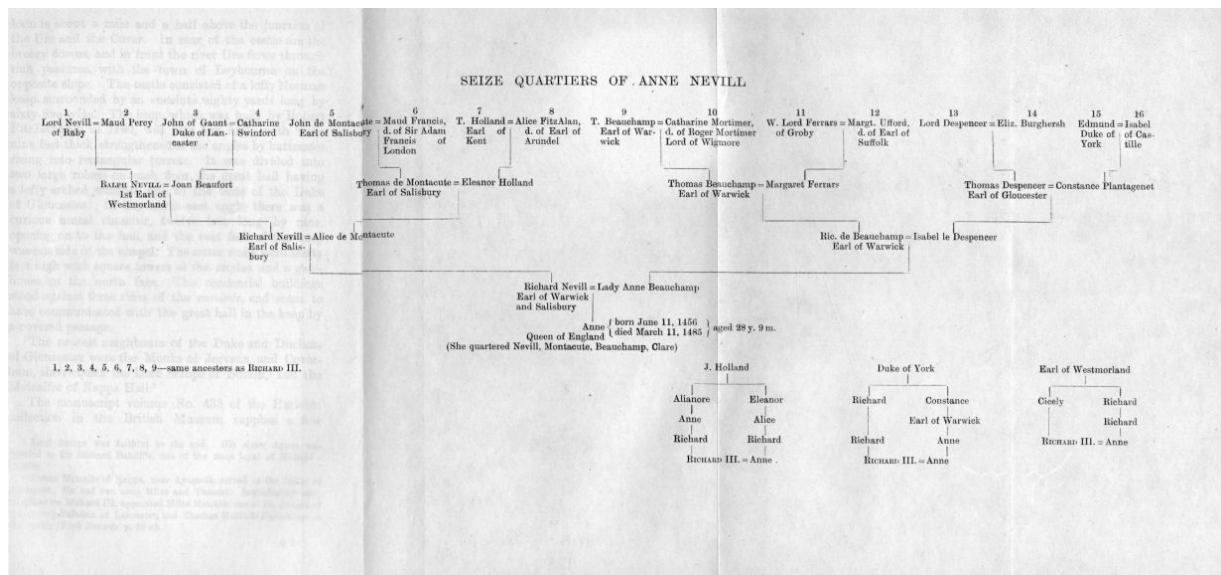 SEIZE QUARTIERS OF ANNE NEVILL
1 2 3 4 5 6 7 8 9 10 11 12 13 14 15 16
Lord Nevill = Maud Percy
of Raby
John of Gaunt = Catharine
Duke of Lan- Swinford
caster
John de Montacute = Maud Francis,
Earl of Salisbury d. of Sir Adam
Francis of
London
T. Holland = Alice FitzAlan,
Earl of d. of Earl of
Kent Arundel
T. Beauchamp = Catharine Mortimer,
Earl of War- d. of Roger Mortimer
wick Lord of Wigmore
W. Lord Ferrars = Margt. Ufford,
of Groby d. of Earl of
Suffolk
Lord Despencer = Eliz. Burghersh
Edmund = Isabel
Duke of of Cas-
York tille
RALPH NEVILL = Joan Beaufort
1st Earl of
Westmorland
Thomas de Montacute = Eleanor Holland
Earl of Salisbury
Thomas Beauchamp = Margaret Ferrars
Earl of Warwick
Thomas Despencer = Constance Plantagenet
Earl of Gloucester
Richard Nevill = Alice de Montacute
Earl of Salis-
bury
Ric. de Beauchamp = Isabel le Despencer
Earl of Warwick
Richard Nevill = Lady Anne Beauchamp
Earl of Warwick
and Salisbury
Anne { born June 11, 1456 } aged 28 y. 9 m.
Queen of England { died March 11, 1485 }
(She quartered Nevill, Montacute, Beauchamp, Clare)
1, 2, 3, 4, 5, 6, 7, 8, 9—same ancestors as RICHARD III.
J. Holland
Alianore Eleanor
Anne Alice
Richard Richard
RICHARD III. = Anne.
Duke of York
Richard Constance
Earl of Warwick
Richard Anne
RICHARD III. = Anne
Earl of Westmorland
Cicely Richard
Richard
RICHARD III. = Anne